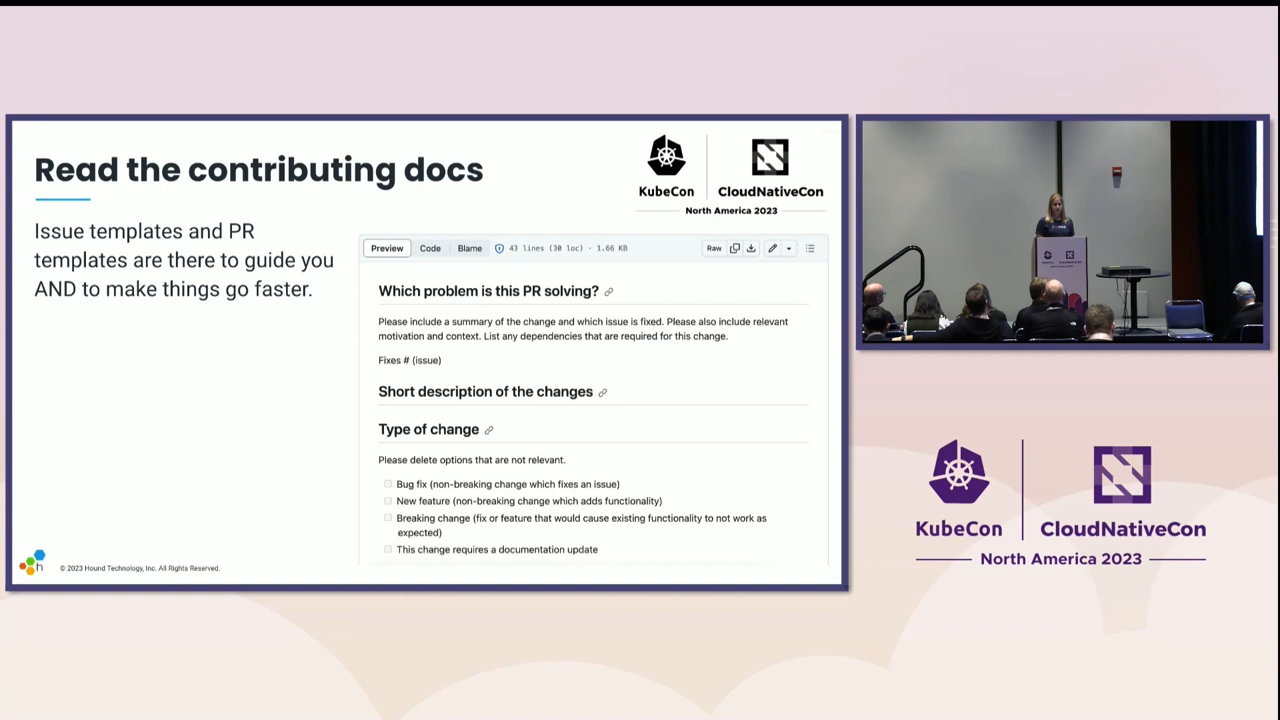 Read the contributing docs
Issue templates and PR
templates are there to guide you
AND to make things go faster.
KubeCon
CloudNativeCon
North America 2023
Preview Code Blame 43 lines (30 loc) · 1.66 KB Raw
Which problem is this PR solving?
Please include a summary of the change and which issue is fixed. Please also include relevant
motivation and context. List any dependencies that are required for this change.
Fixes # (issue)
Short description of the changes
Type of change
Please delete options that are not relevant.
Bug fix (non-breaking change which fixes an issue)
New feature (non-breaking change which adds functionality)
Breaking change (fix or feature that would cause existing functionality to not work as
expected)
This change requires a documentation update
h
© 2023 Hound Technology, Inc. All Rights Reserved.
KubeCon
CloudNativeCon
North America 2023